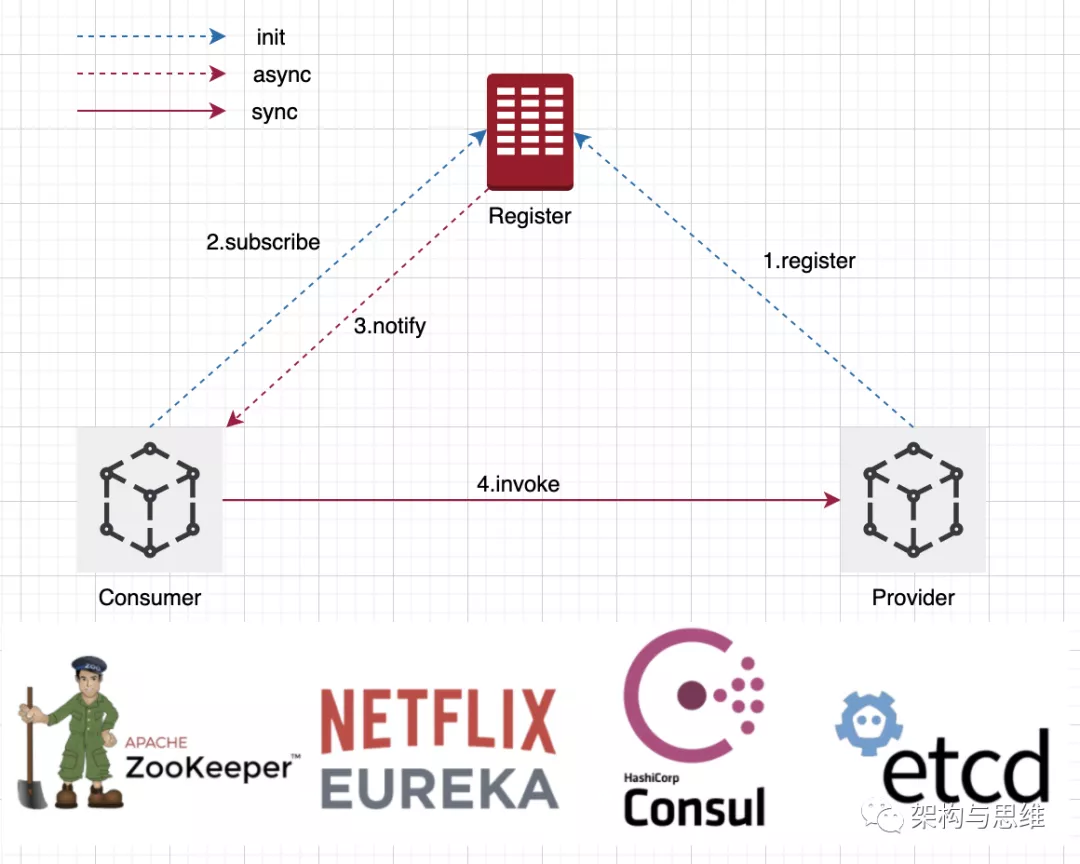 init
async
sync
Register
2.subscribe
1.register
3.notify
4.invoke
Consumer
Provider
ZOO
APACHE
ZooKeeper™
NETFLIX
EUREKA
HashiCorp
Consul
etcd
架构与思维